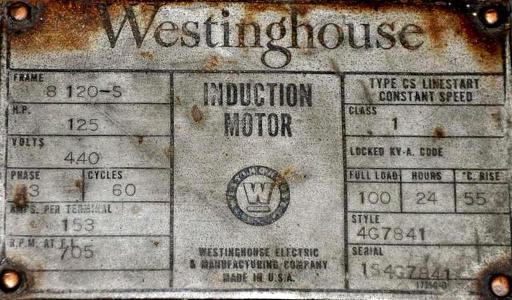 Westinghouse
FRAME
8 120-S
H.P.
125
VOLTS
440
PHASE CYCLES
3 60
AMPS. PER TERMINAL
153
R.P.M. AT F.L.
705
INDUCTION
MOTOR
W
WESTINGHOUSE ELECTRIC
& MANUFACTURING COMPANY
MADE IN U.S.A.
TYPE CS LINESTART
CONSTANT SPEED
CLASS
1
LOCKED KV-A. CODE
FULL LOAD HOURS °C. RISE
100 24 55
STYLE
4G7841
SERIAL